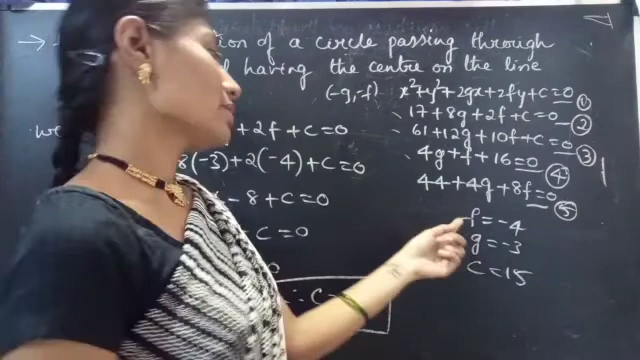 → of a circle passing through
having the centre on the line
(-g,-f) x²+y²+2gx+2fy+c=0 ①
17+8g+2f+c=0 ②
61+12g+10f+c=0 ③
4g+f+16=0 ④
44+4g+8f=0 ⑤
we +2f+c=0
8(-3)+2(-4)+c=0
-8+c=0
c=0
f=-4
g=-3
c=15
∴ c